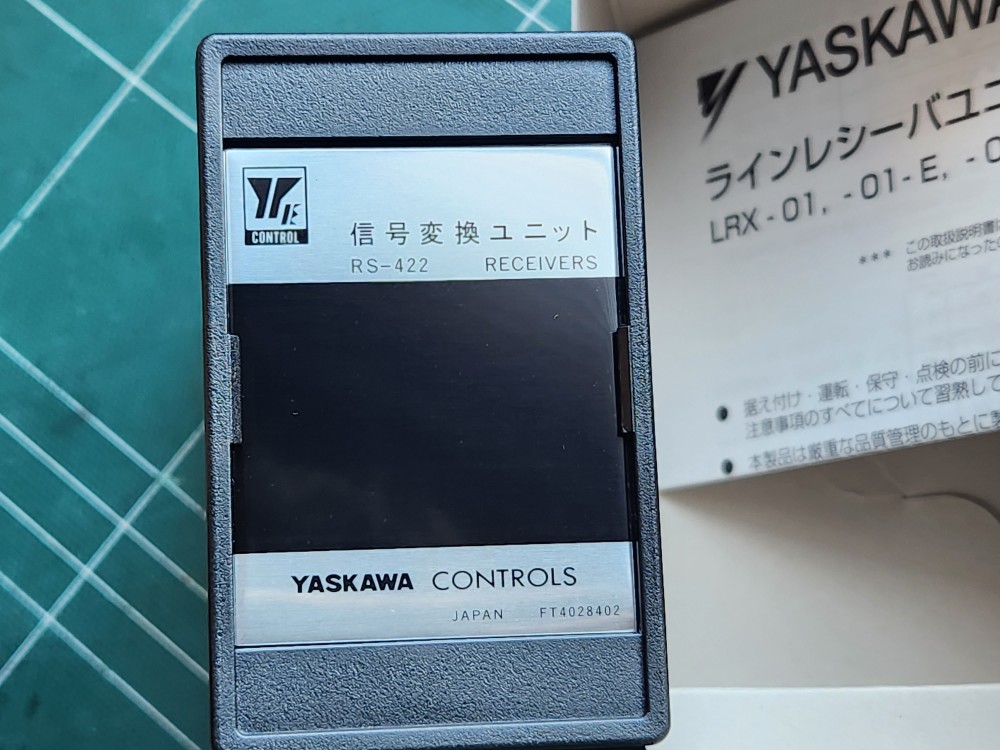 CONTROL
信号変換ユニット
RS-422 RECEIVERS
YASKAWA CONTROLS
JAPAN FT4028402
YASKAWA
ラインレシーバユニ
LRX-01, -01-E, -0
*** この取扱説明書に
お読みになった
● 据え付け・運転・保守・点検の前に
注意事項のすべてについて習熟して
● 本製品は厳重な品質管理のもとに製